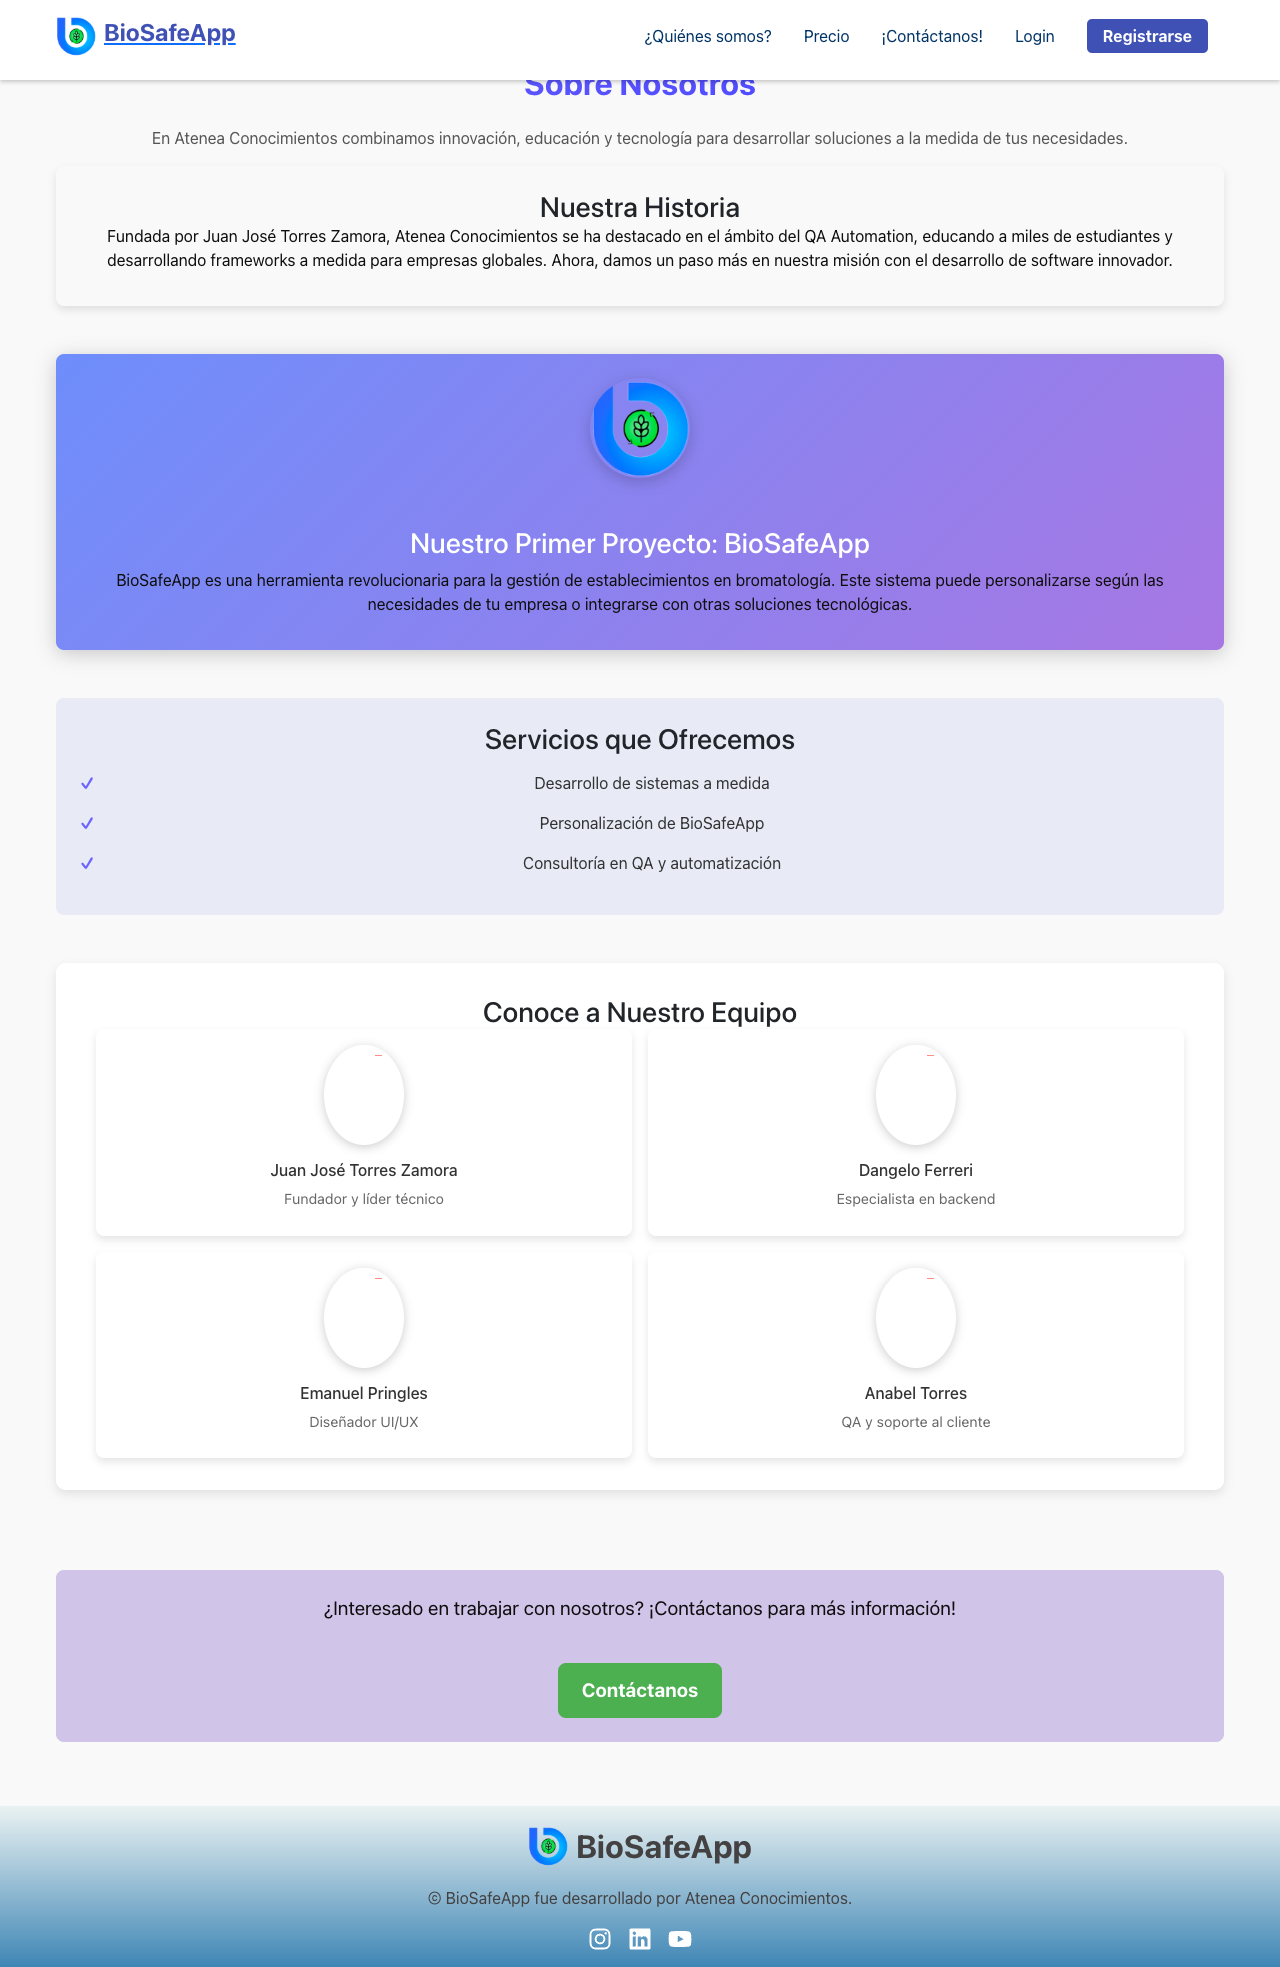 BioSafeApp
¿Quiénes somos?
Precio
¡Contáctanos!
Login
Registrarse
Sobre Nosotros
En Atenea Conocimientos combinamos innovación, educación y tecnología para desarrollar soluciones a la medida de tus necesidades.
Nuestra Historia
Fundada por Juan José Torres Zamora, Atenea Conocimientos se ha destacado en el ámbito del QA Automation, educando a miles de estudiantes y
desarrollando frameworks a medida para empresas globales. Ahora, damos un paso más en nuestra misión con el desarrollo de software innovador.
Nuestro Primer Proyecto: BioSafeApp
BioSafeApp es una herramienta revolucionaria para la gestión de establecimientos en bromatología. Este sistema puede personalizarse según las
necesidades de tu empresa o integrarse con otras soluciones tecnológicas.
Servicios que Ofrecemos
Desarrollo de sistemas a medida
Personalización de BioSafeApp
Consultoría en QA y automatización
Conoce a Nuestro Equipo
Juan José Torres Zamora
Fundador y líder técnico
Dangelo Ferreri
Especialista en backend
Emanuel Pringles
Diseñador UI/UX
Anabel Torres
QA y soporte al cliente
¿Interesado en trabajar con nosotros? ¡Contáctanos para más información!
Contáctanos
BioSafeApp
© BioSafeApp fue desarrollado por Atenea Conocimientos.